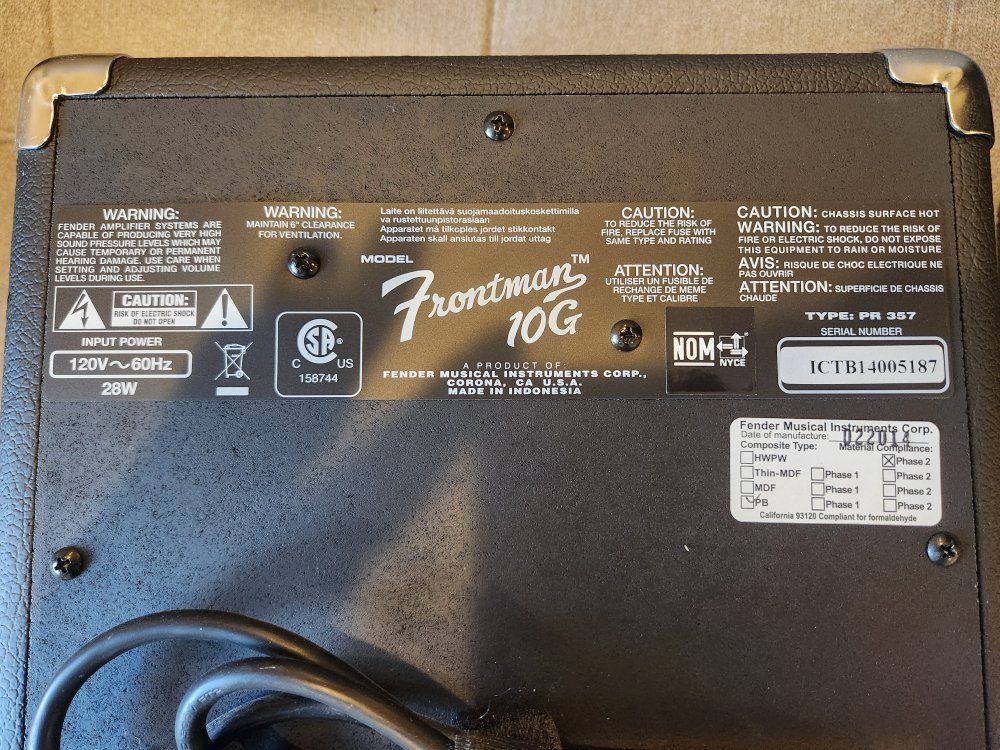 WARNING:
FENDER AMPLIFIER SYSTEMS ARE
CAPABLE OF PRODUCING VERY HIGH
SOUND PRESSURE LEVELS WHICH MAY
CAUSE TEMPORARY OR PERMANENT
HEARING DAMAGE. USE CARE WHEN
SETTING AND ADJUSTING VOLUME
LEVELS DURING USE.
CAUTION:
RISK OF ELECTRIC SHOCK
DO NOT OPEN
INPUT POWER
120V~60Hz
28W
WARNING:
MAINTAIN 6" CLEARANCE
FOR VENTILATION.
SA
C US
158744
Laite on liitettävä suojamaadoituskoskettimilla
va rustettuunpistorasiaan
Apparatet må tilkoples jordet stikkontakt
Apparaten skall anslutas till jordat uttag
MODEL
Frontman™
10G
A PRODUCT OF:
FENDER MUSICAL INSTRUMENTS CORP.,
CORONA, CA U.S.A.
MADE IN INDONESIA
CAUTION:
TO REDUCE THE RISK OF
FIRE, REPLACE FUSE WITH
SAME TYPE AND RATING
ATTENTION:
UTILISER UN FUSIBLE DE
RECHANGE DE MEME
TYPE ET CALIBRE
NOM
NYCE
CAUTION: CHASSIS SURFACE HOT
WARNING: TO REDUCE THE RISK OF
FIRE OR ELECTRIC SHOCK, DO NOT EXPOSE
THIS EQUIPMENT TO RAIN OR MOISTURE
AVIS: RISQUE DE CHOC ELECTRIQUE NE
PAS OUVRIR
ATTENTION: SUPERFICIE DE CHASSIS
CHAUDE
TYPE: PR 357
SERIAL NUMBER
ICTB14005187
Fender Musical Instruments Corp.
Date of manufacture: 022014
Composite Type: Material Compliance:
HWPW Phase 2
Thin-MDF Phase 1 Phase 2
MDF Phase 1 Phase 2
PB Phase 1 Phase 2
California 93120 Compliant for formaldehyde